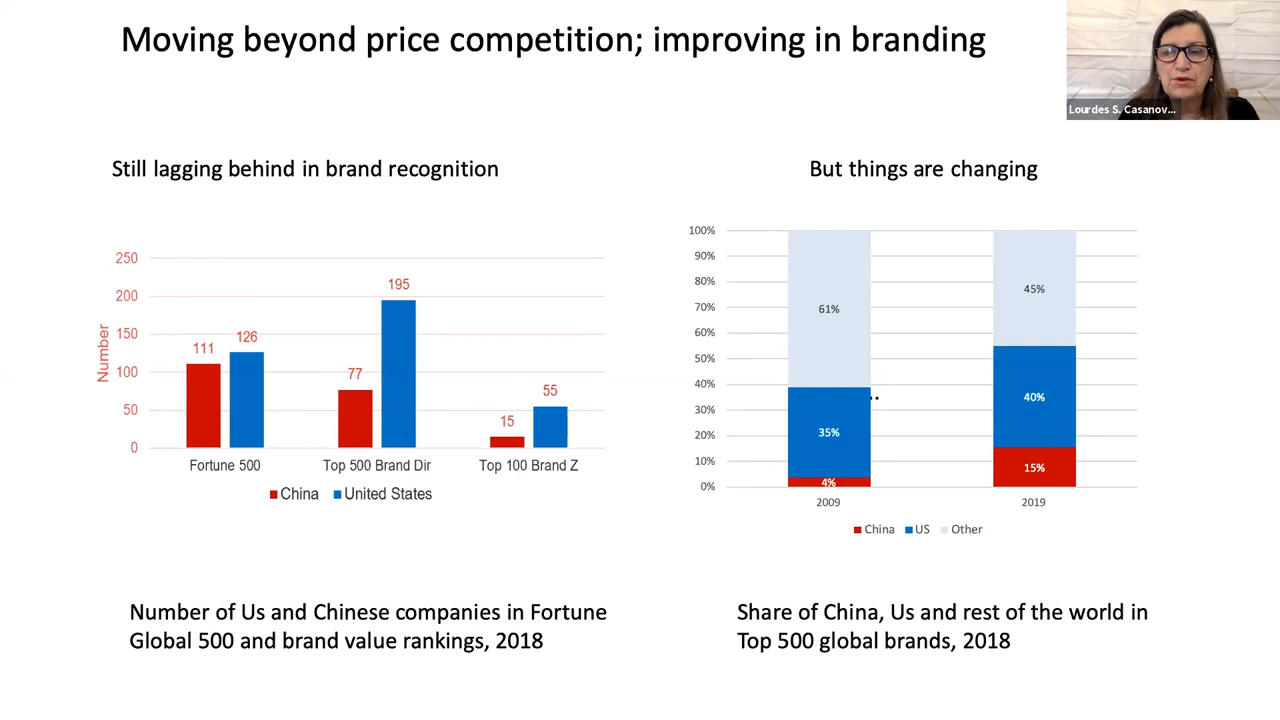 Moving beyond price competition; improving in branding
Lourdes S. Casanov...
Still lagging behind in brand recognition
But things are changing
250
200
150
100
50
0
Number
111
126
77
195
15
55
Fortune 500
Top 500 Brand Dir
Top 100 Brand Z
China
United States
100%
90%
80%
70%
60%
50%
40%
30%
20%
10%
0%
61%
35%
4%
45%
40%
15%
2009
2019
China
US
Other
Number of Us and Chinese companies in Fortune
Global 500 and brand value rankings, 2018
Share of China, Us and rest of the world in
Top 500 global brands, 2018